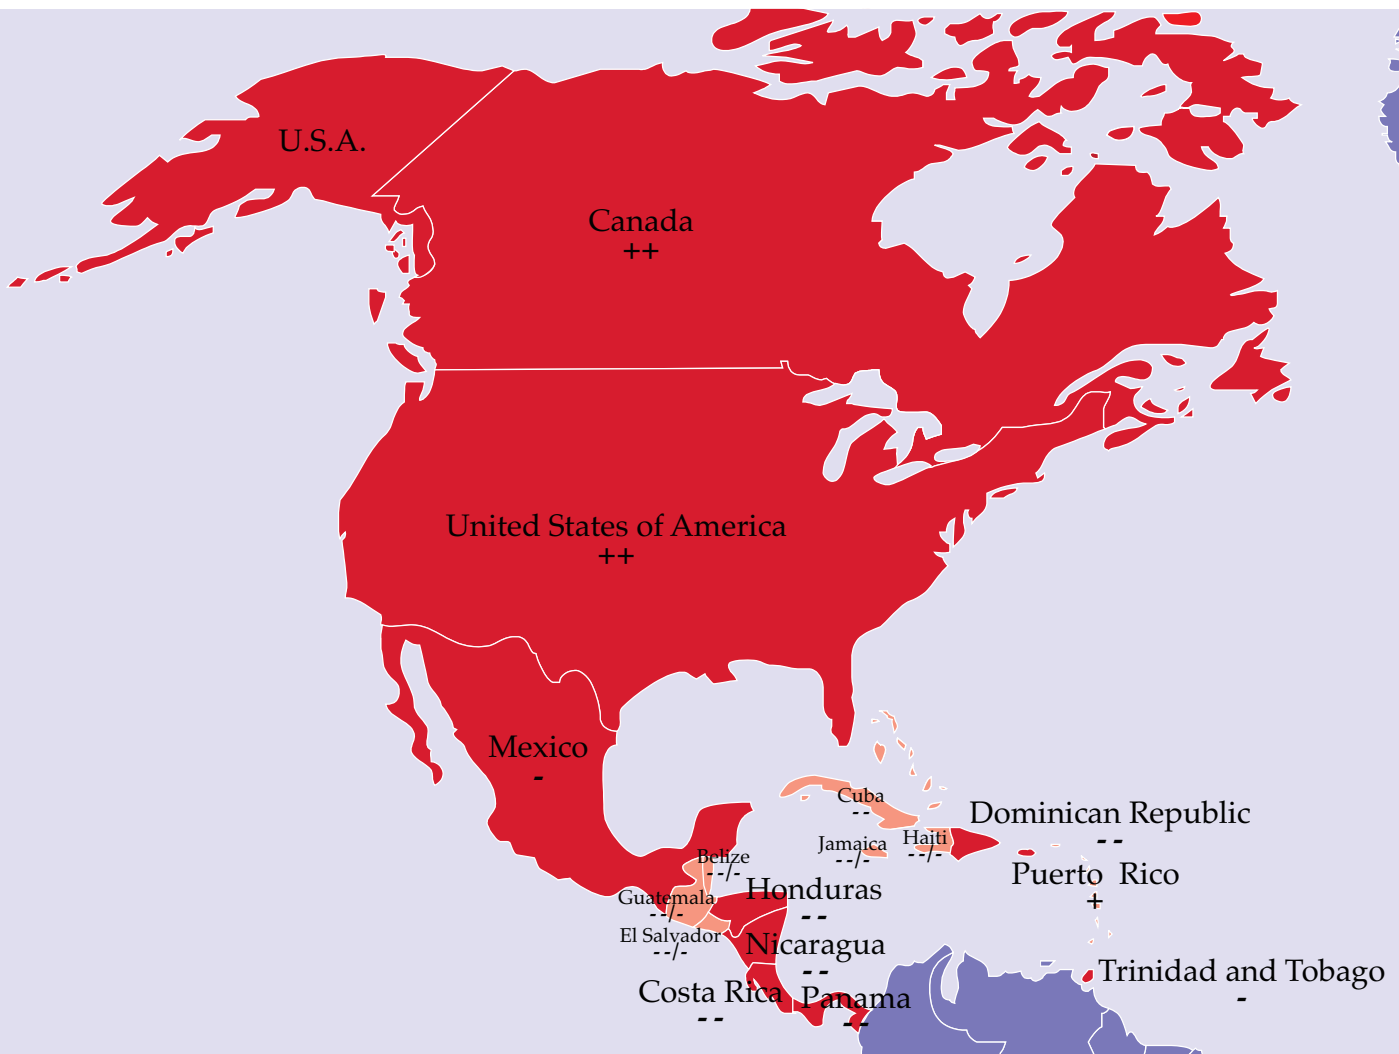 U.S.A.
Canada
++
United States of America
++
Mexico
-
Cuba
--
Dominican Republic
--
Jamaica
--/-
Haiti
--/-
Belize
--/-
Puerto Rico
+
Honduras
--
Guatemala
--/-
El Salvador
--/-
Nicaragua
--
Trinidad and Tobago
-
Costa Rica
--
Panama
--